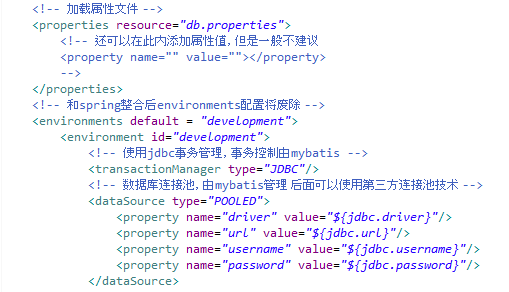 <!-- 加载属性文件 -->
<properties resource="db.properties">
<!-- 还可以在此内添加属性值,但是一般不建议
<property name="" value=""></property>
-->
</properties>
<!-- 和spring整合后environments配置将废除 -->
<environments default = "development">
<environment id="development">
<!-- 使用jdbc事务管理,事务控制由mybatis -->
<transactionManager type="JDBC"/>
<!-- 数据库连接池,由mybatis管理 后面可以使用第三方连接池技术 -->
<dataSource type="POOLED">
<property name="driver" value="${jdbc.driver}"/>
<property name="url" value="${jdbc.url}"/>
<property name="username" value="${jdbc.username}"/>
<property name="password" value="${jdbc.password}"/>
</dataSource>